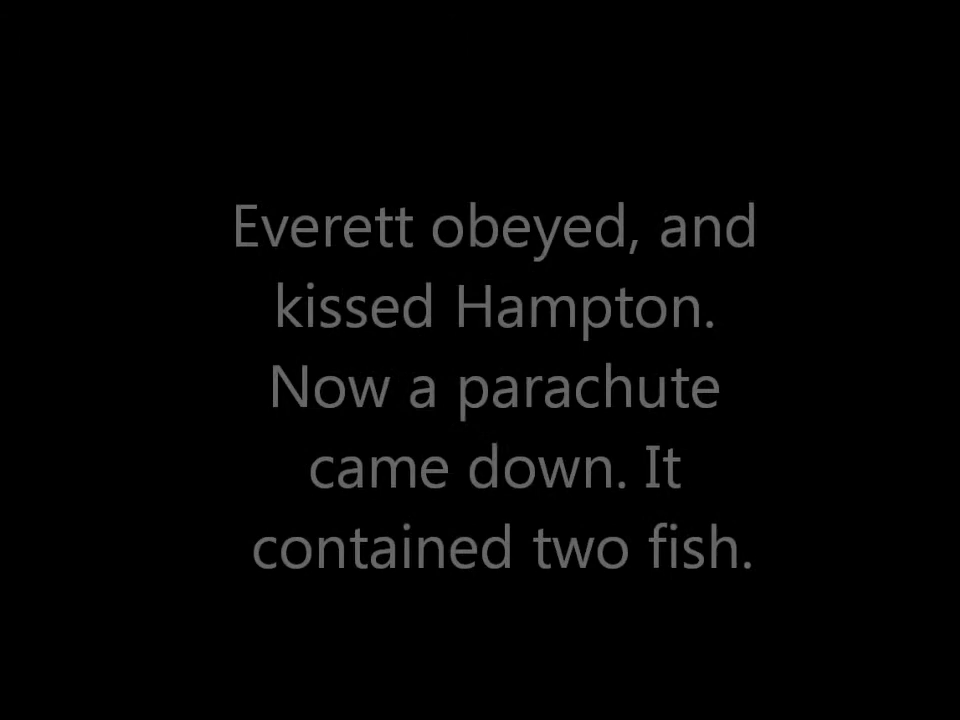 Everett obeyed, and
kissed Hampton.
Now a parachute
came down. It
contained two fish.